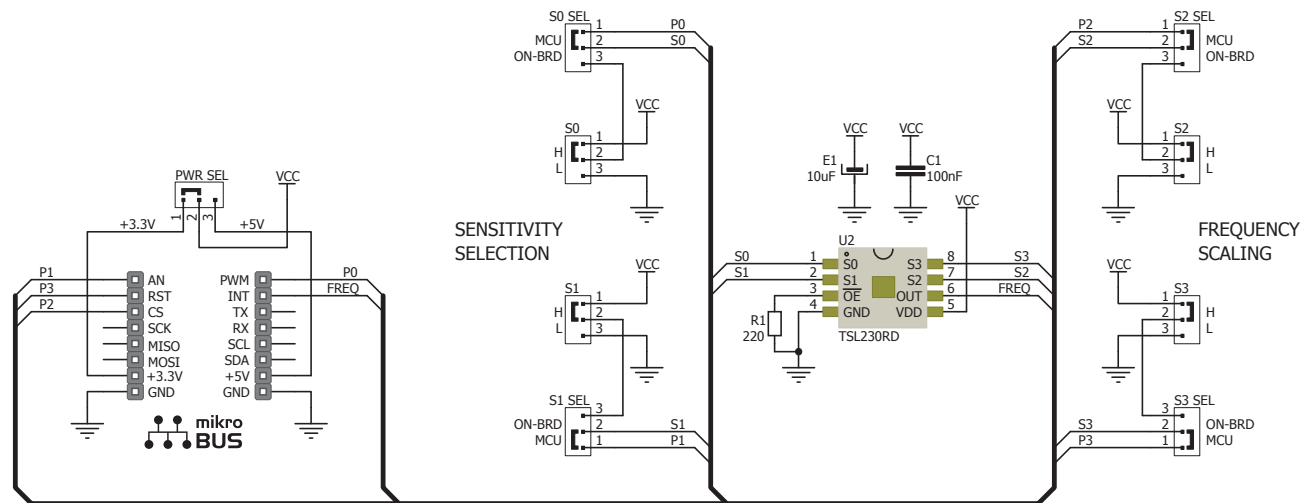 S0 SEL
1 P0
MCU 2 S0
ON-BRD 3
VCC
S0
1
H 2
L 3
PWR SEL
VCC
1 2 3
+3.3V +5V
P1 AN PWM P0
P3 RST INT FREQ
P2 CS TX
SCK RX
MISO SCL
MOSI SDA
+3.3V +5V
GND GND
mikro
BUS
SENSITIVITY
SELECTION
VCC
S1
1
H 2
L 3
S1 SEL
3
ON-BRD 2 S1
MCU 1 P1
VCC VCC
E1 C1
10uF 100nF
VCC
U2
S0 1 S0 S3 8 S3
S1 2 S1 S2 7 S2
3 OE OUT 6 FREQ
4 GND VDD 5
R1
220
TSL230RD
S2 SEL
P2 1
S2 2 MCU
3 ON-BRD
VCC
S2
1
2 H
3 L
FREQUENCY
SCALING
VCC
S3
1
2 H
3 L
S3 SEL
3
S3 2 ON-BRD
P3 1 MCU